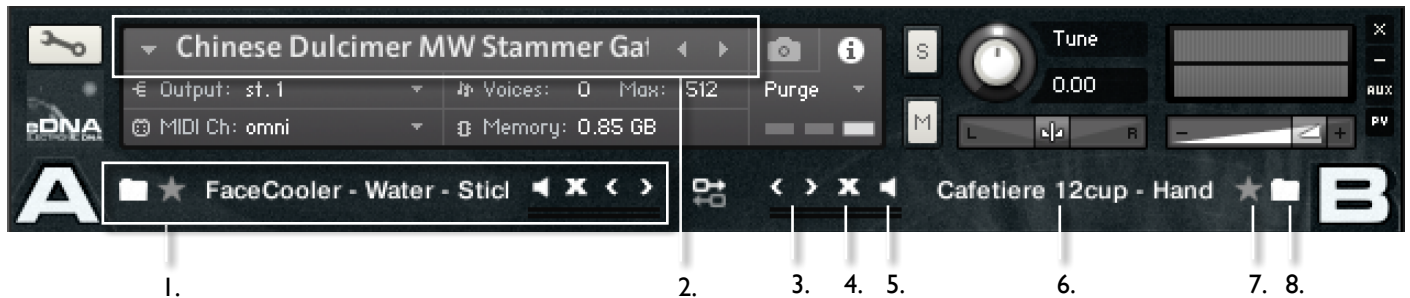 Chinese Dulcimer MW Stammer Gat
S
Tune
X
–
Output: st. 1
Voices: 0 Max: 512
Purge
0.00
AUX
eDNA
ELECTRONIC DNA
MIDI Ch: omni
Memory: 0.85 GB
M
L
R
–
+
PV
A
FaceCooler - Water - Sticl
X < >
< > X
Cafetiere 12cup - Hand
B
1.
2.
3.
4.
5.
6.
7.
8.